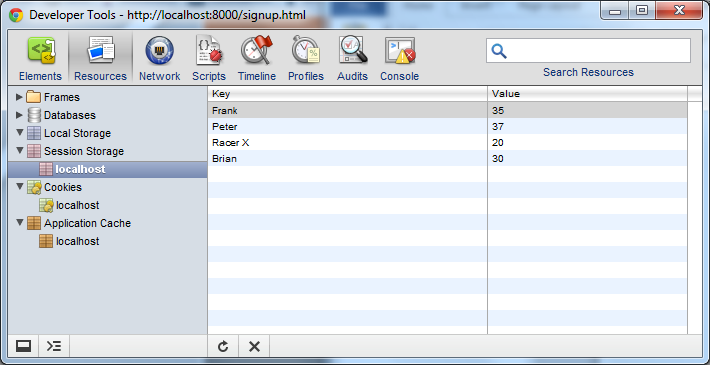 Developer Tools - http://localhost:8000/signup.html
Elements Resources Network Scripts Timeline Profiles Audits Console Search Resources
Frames
Databases
Local Storage
Session Storage
localhost
Cookies
localhost
Application Cache
localhost
Key Value
Frank 35
Peter 37
Racer X 20
Brian 30